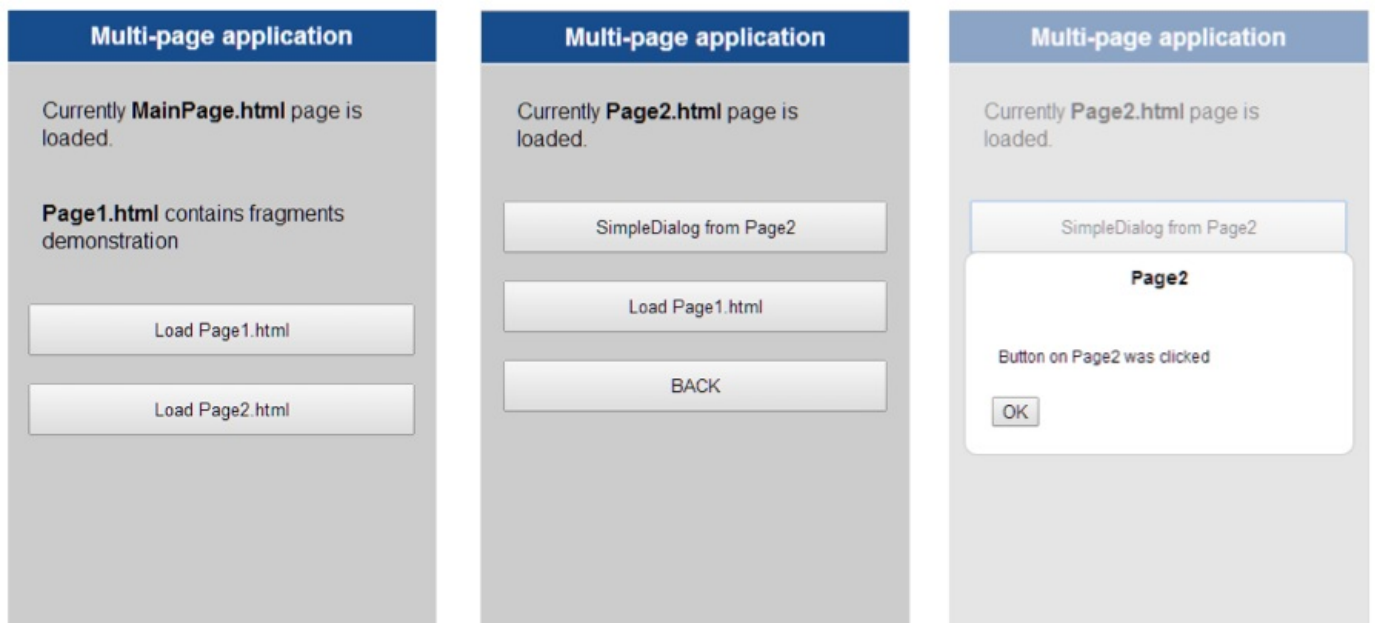 Multi-page application
Currently MainPage.html page is
loaded.
Page1.html contains fragments
demonstration
Load Page1.html
Load Page2.html
Multi-page application
Currently Page2.html page is
loaded.
SimpleDialog from Page2
Load Page1.html
BACK
Multi-page application
Currently Page2.html page is
loaded.
SimpleDialog from Page2
Page2
Button on Page2 was clicked
OK